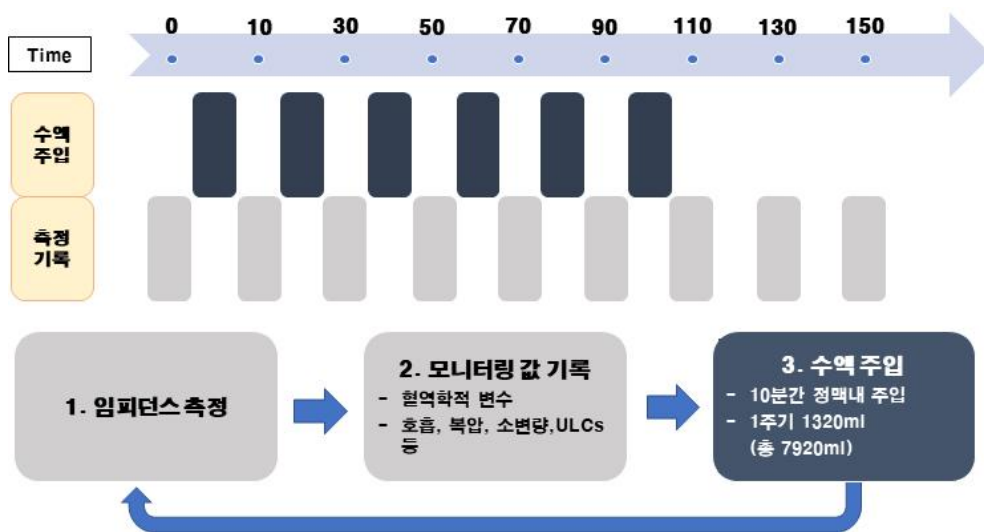 0 10 30 50 70 90 110 130 150
Time
수액
주입
측정
기록
1. 임피던스 측정
2. 모니터링 값 기록
- 혈역학적 변수
- 호흡, 복압, 소변량,ULCs
등
3. 수액 주입
- 10분간 정맥내 주입
- 1주기 1320ml
(총 7920ml)